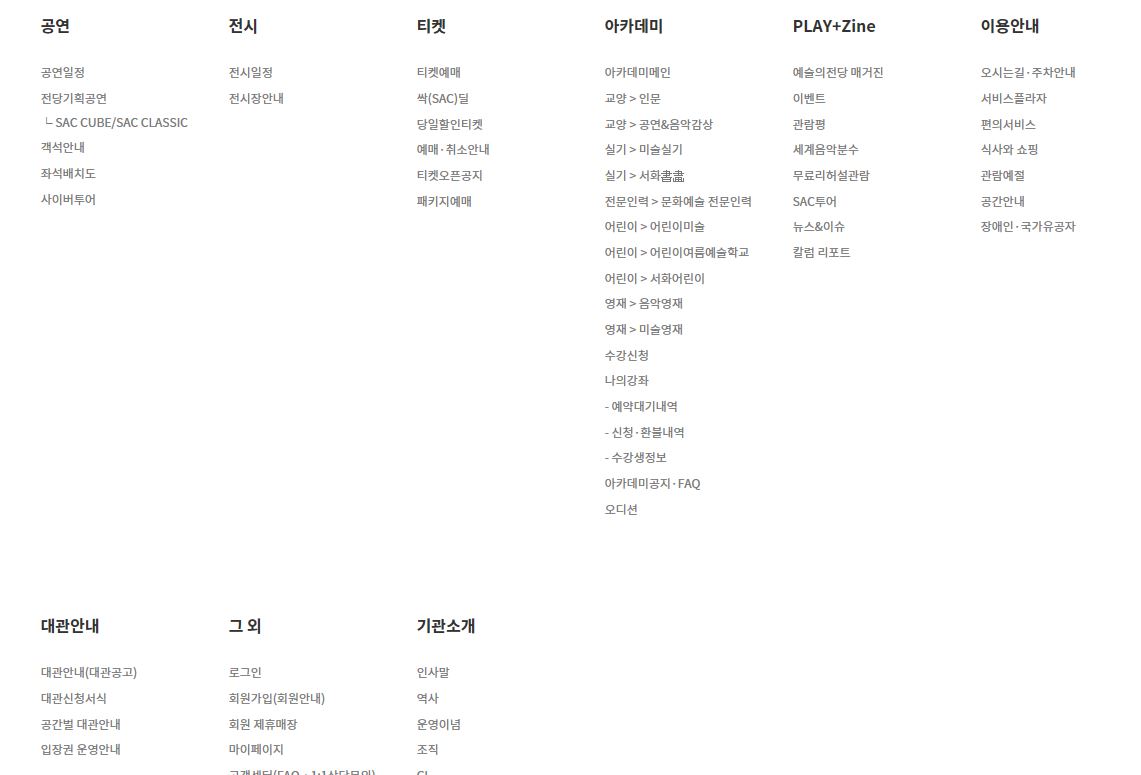 공연
공연일정
전당기획공연
└ SAC CUBE/SAC CLASSIC
객석안내
좌석배치도
사이버투어
전시
전시일정
전시장안내
티켓
티켓예매
싹(SAC)딜
당일할인티켓
예매·취소안내
티켓오픈공지
패키지예매
아카데미
아카데미메인
교양 > 인문
교양 > 공연&음악감상
실기 > 미술실기
실기 > 서화書畵
전문인력 > 문화예술 전문인력
어린이 > 어린이미술
어린이 > 어린이여름예술학교
어린이 > 서화어린이
영재 > 음악영재
영재 > 미술영재
수강신청
나의강좌
- 예약대기내역
- 신청·환불내역
- 수강생정보
아카데미공지·FAQ
오디션
PLAY+Zine
예술의전당 매거진
이벤트
관람평
세계음악분수
무료리허설관람
SAC투어
뉴스&이슈
칼럼 리포트
이용안내
오시는길·주차안내
서비스플라자
편의서비스
식사와 쇼핑
관람예절
공간안내
장애인·국가유공자
대관안내
대관안내(대관공고)
대관신청서식
공간별 대관안내
입장권 운영안내
그 외
로그인
회원가입(회원안내)
회원 제휴매장
마이페이지
고객센터(FAQ·1:1상담문의)
기관소개
인사말
역사
운영이념
조직
CI